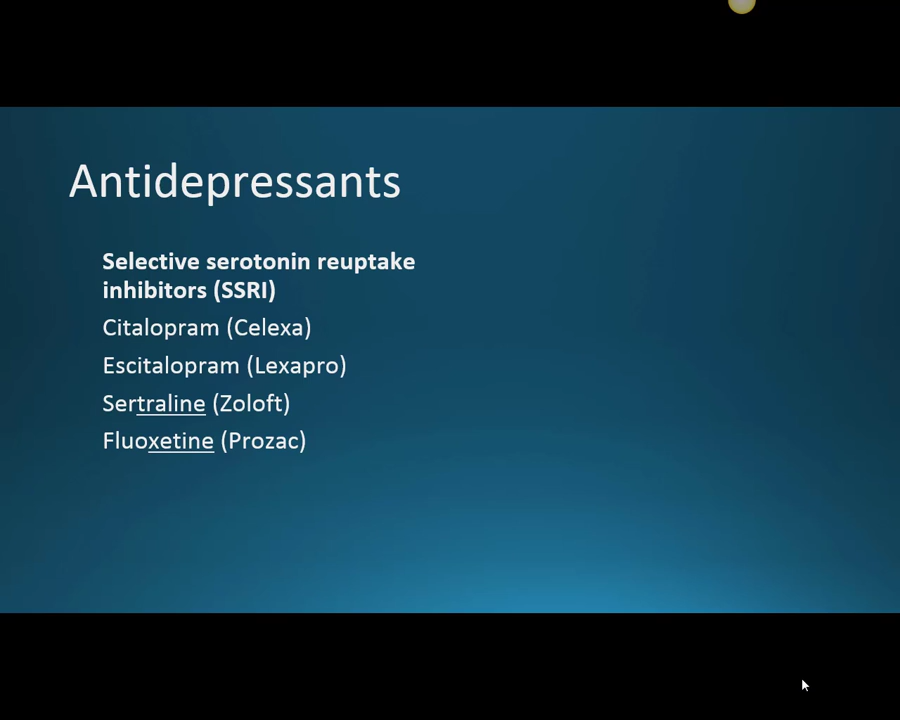 Antidepressants
Selective serotonin reuptake
inhibitors (SSRI)
Citalopram (Celexa)
Escitalopram (Lexapro)
Sertraline (Zoloft)
Fluoxetine (Prozac)